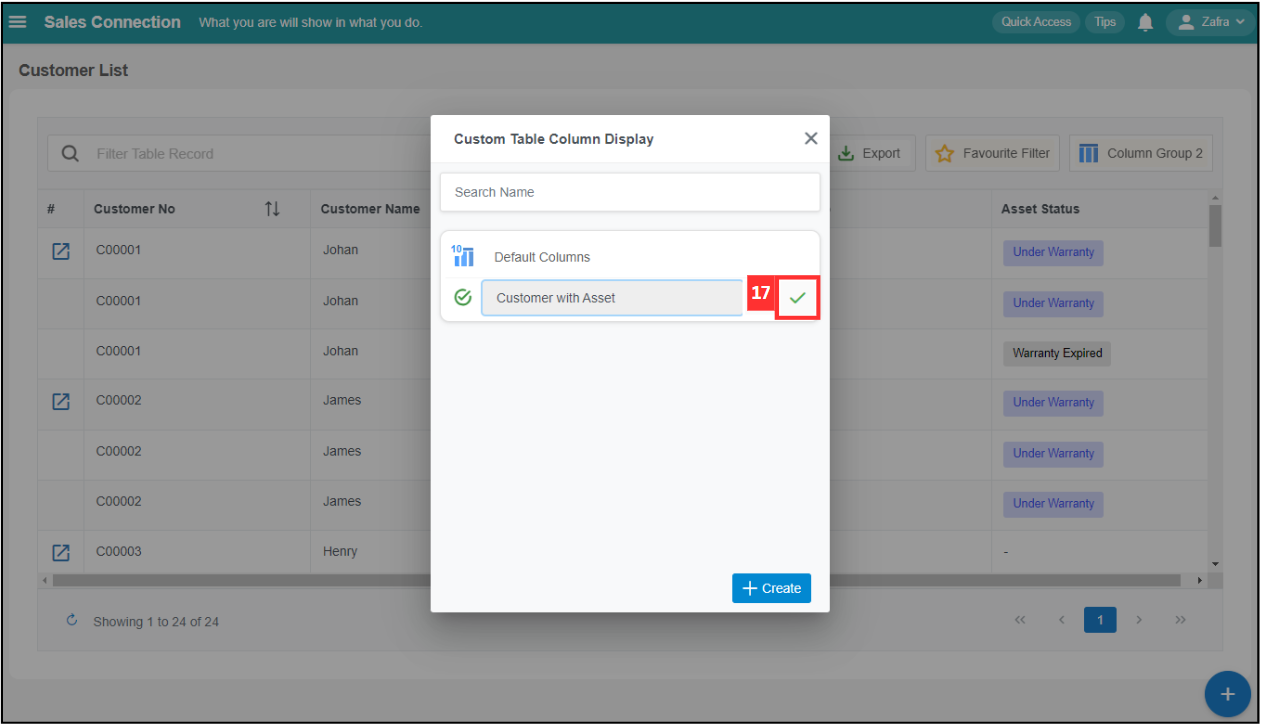 Sales Connection What you are will show in what you do. Quick Access Tips Zafra
Customer List
Custom Table Column Display
Filter Table Record Export Favourite Filter Column Group 2
Search Name
# Customer No Customer Name Asset Status
C00001 Johan Under Warranty
10 Default Columns
Customer with Asset 17
C00001 Johan Under Warranty
C00001 Johan Warranty Expired
C00002 James Under Warranty
C00002 James Under Warranty
C00002 James Under Warranty
C00003 Henry -
+ Create
Showing 1 to 24 of 24 << < 1 > >>
+